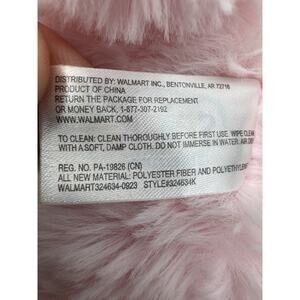 DISTRIBUTED BY: WALMART INC., BENTONVILLE, AR 72716
PRODUCT OF CHINA
RETURN THE PACKAGE FOR REPLACEMENT
OR MONEY BACK, 1-877-307-2192
WWW.WALMART.COM
TO CLEAN: CLEAN THOROUGHLY BEFORE FIRST USE. WIPE CLEAN
WITH A SOFT, DAMP CLOTH. DO NOT IMMERSE IN WATER: AIR
REG. NO. PA-19826 (CN)
ALL NEW MATERIAL: POLYESTER FIBER AND POLYETHYLENE
WALMART324634-0923 STYLE#324634K